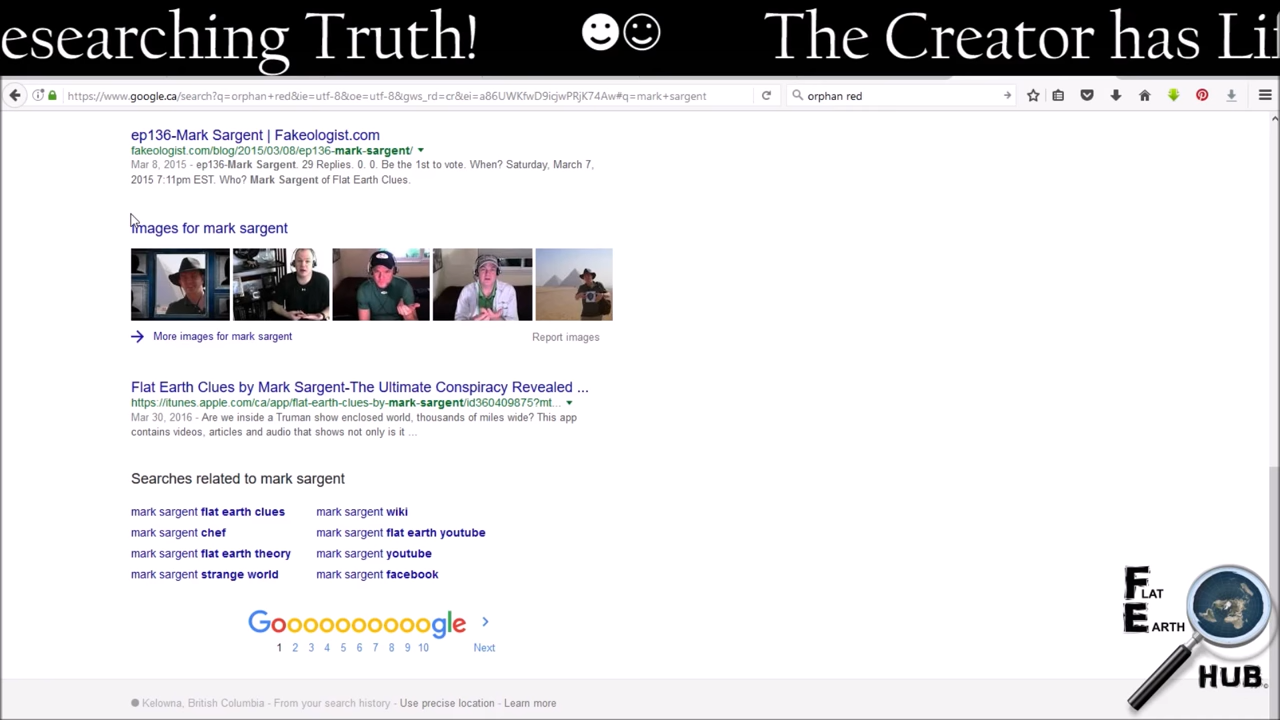 esearching Truth!
The Creator has Li
https://www.google.ca/search?q=orphan+red&ie=utf-8&oe=utf-8&gws_rd=cr&ei=a86UWKfwD9icjwPRjK74Aw#q=mark+sargent
orphan red
ep136-Mark Sargent | Fakeologist.com
fakeologist.com/blog/2015/03/08/ep136-mark-sargent/
Mar 8, 2015 - ep136-Mark Sargent. 29 Replies. 0. 0. Be the 1st to vote. When? Saturday, March 7,
2015 7:11pm EST. Who? Mark Sargent of Flat Earth Clues.
Images for mark sargent
More images for mark sargent
Report images
Flat Earth Clues by Mark Sargent-The Ultimate Conspiracy Revealed ...
https://itunes.apple.com/ca/app/flat-earth-clues-by-mark-sargent/id360409875?mt...
Mar 30, 2016 - Are we inside a Truman show enclosed world, thousands of miles wide? This app
contains videos, articles and audio that shows not only is it ...
Searches related to mark sargent
mark sargent flat earth clues
mark sargent wiki
mark sargent chef
mark sargent flat earth youtube
mark sargent flat earth theory
mark sargent youtube
mark sargent strange world
mark sargent facebook
Goooooooooogle
1 2 3 4 5 6 7 8 9 10 Next
FLAT
EARTH
HUB
Kelowna, British Columbia - From your search history - Use precise location - Learn more